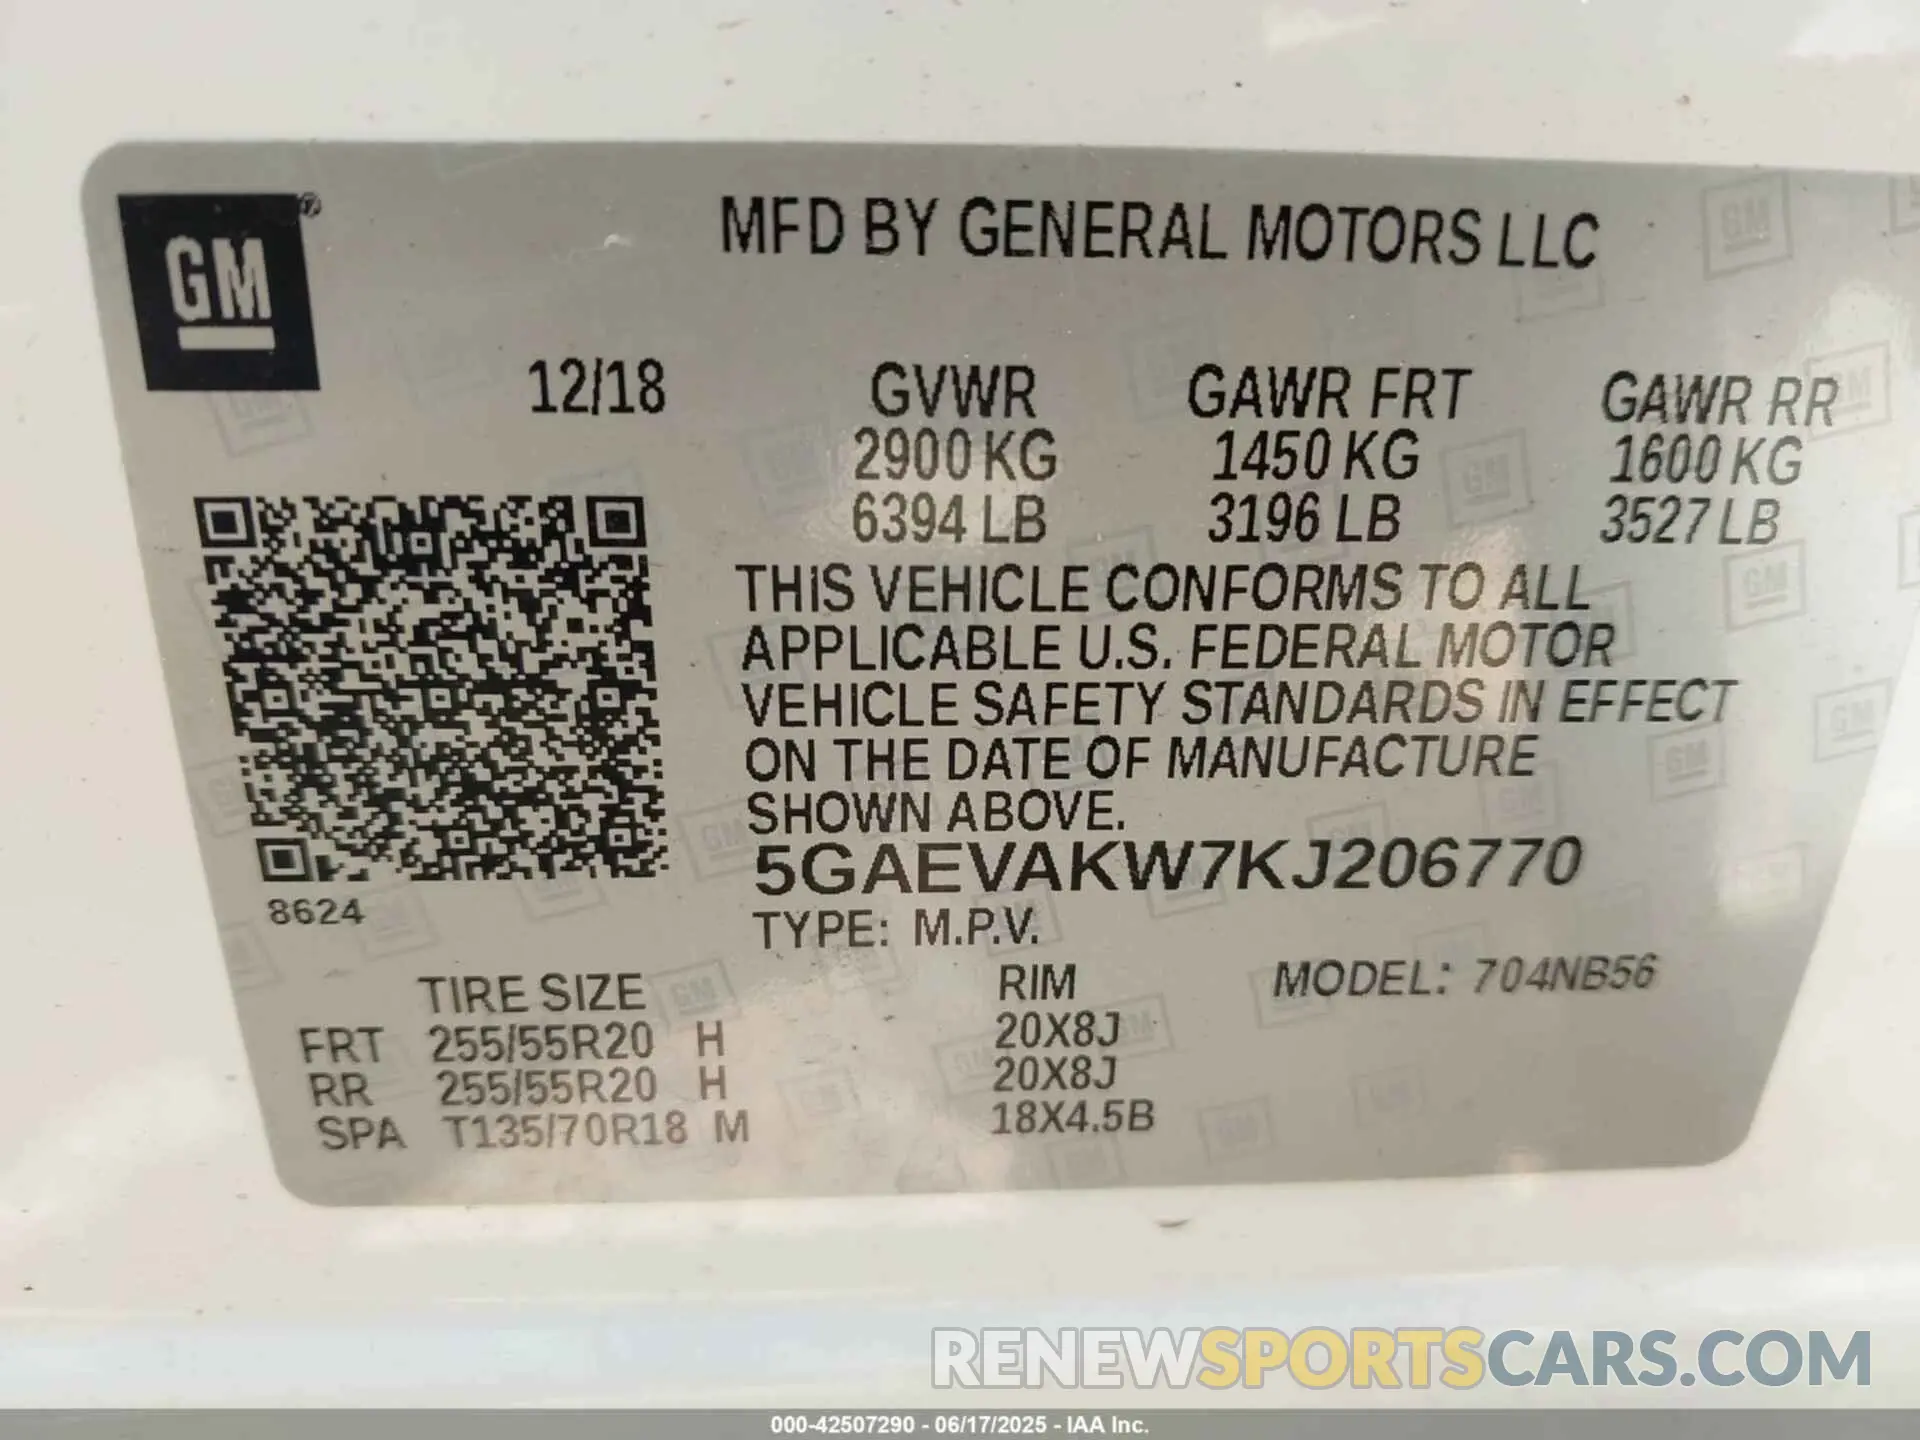 GM ®
MFD BY GENERAL MOTORS LLC
12/18 GVWR GAWR FRT GAWR RR
2900 KG 1450 KG 1600 KG
6394 LB 3196 LB 3527 LB
THIS VEHICLE CONFORMS TO ALL
APPLICABLE U.S. FEDERAL MOTOR
VEHICLE SAFETY STANDARDS IN EFFECT
ON THE DATE OF MANUFACTURE
SHOWN ABOVE.
5GAEVAKW7KJ206770
8624
TYPE: M.P.V.
TIRE SIZE RIM MODEL: 704NB56
FRT 255/55R20 H 20X8J
RR 255/55R20 H 20X8J
SPA T135/70R18 M 18X4.5B
RENEWSPORTSCARS.COM
000-42507290 - 06/17/2025 - IAA Inc.